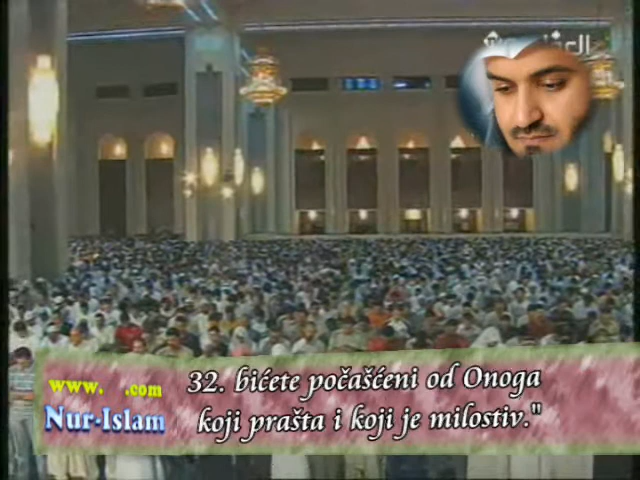 www. .com
Nur-Islam
32. bićete počašćeni od Onoga
koji prašta i koji je milostiv."